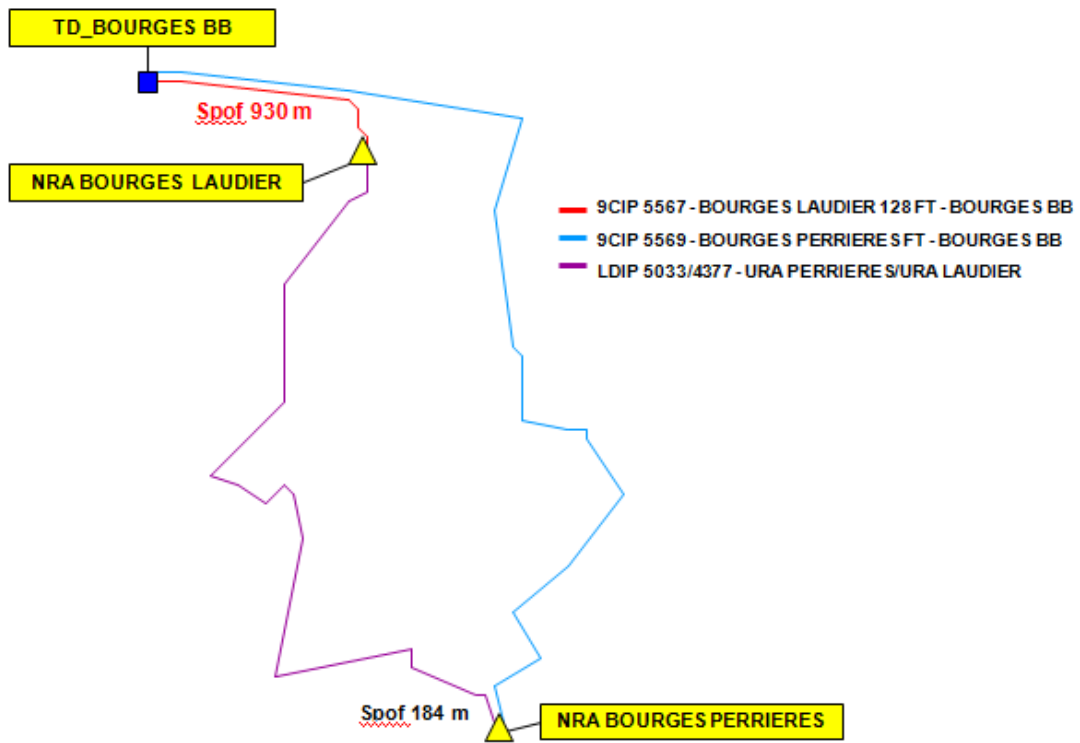 TD_BOURGES BB
Spof 930 m
NRA BOURGES LAUDIER
9CIP 5567 - BOURGES LAUDIER 128 FT - BOURGES BB
9CIP 5569 - BOURGES PERRIERES FT - BOURGES BB
LDIP 5033/4377 - URA PERRIERES/URA LAUDIER
Spof 184 m
NRA BOURGES PERRIERES